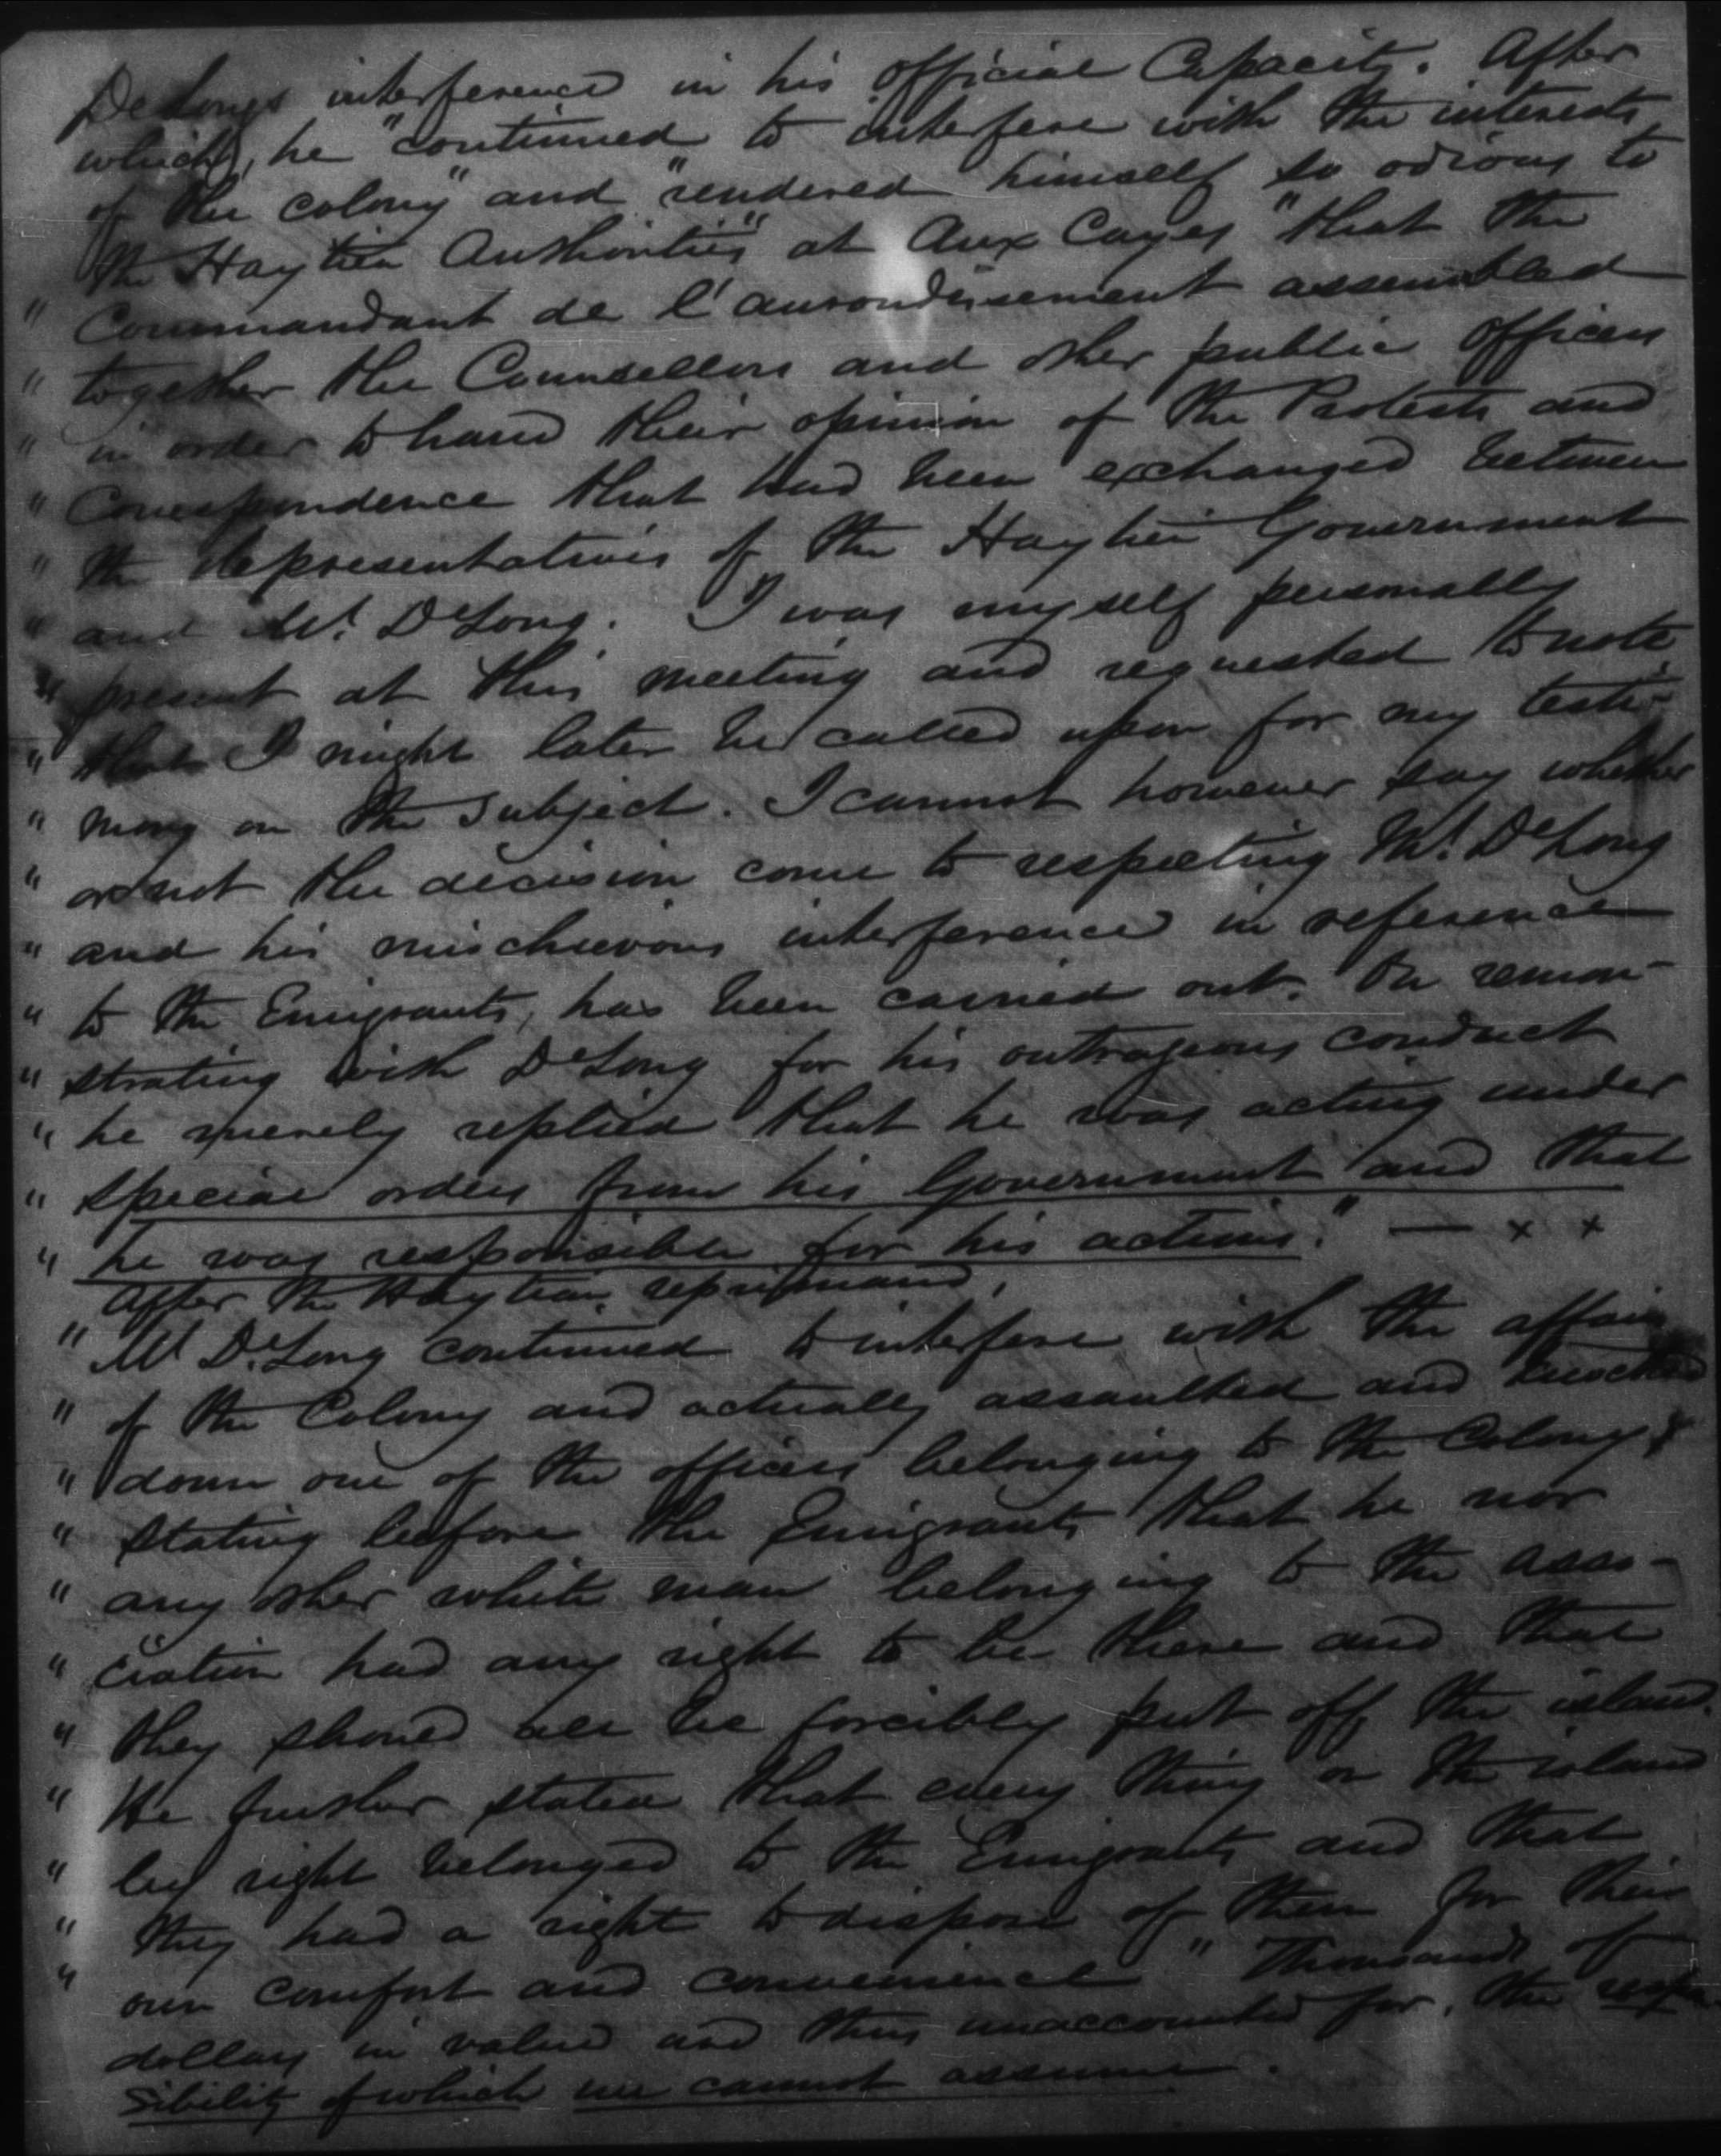 DeLongs interference in his official Capacity. After
which, he "continued to interfere with the interests
of the colony" and "rendered himself so odious to
the Haytien Authorities" at Aux Cayes "that the
" Commandant de l'aurondissement assembled
" together the Counsellors and other public officers
" in order to have their opinion of the Protests and
" Correspondence that had been exchanged between
" the representatives of the Haytien Government
" and Mr. DeLong. I was myself personally
" present at this meeting and requested to note
" that I might later be called upon for my testi-
" mony on the subject. I cannot however say whether
" or not the decision come to respecting Mr. DeLong
" and his mischievous interference in reference
" to the Emigrants, has been carried out. On remon-
" strating with DeLong for his outrageous conduct
" he merely replied that he was acting under
" special orders from his Government and that
" he was responsible for his actions." — x x
After the Haytian reprimand,
" Mr DeLong continued to interfere with the affairs
" of the Colony and actually assaulted and knocked
" down one of the officers belonging to the Colony &
" stating before the Emigrants that he nor
" any other white man belonging to the asso-
" ciation had any right to be there and that
" they should all be forcibly put off the island.
" He further stated that every thing on the island
" by right belonged to the Emigrants and that
" they had a right to dispose of them for their
" own comfort and convenience" Thousands of
dollars in value are thus unaccounted for, the respon-
sibility of which we cannot assume.